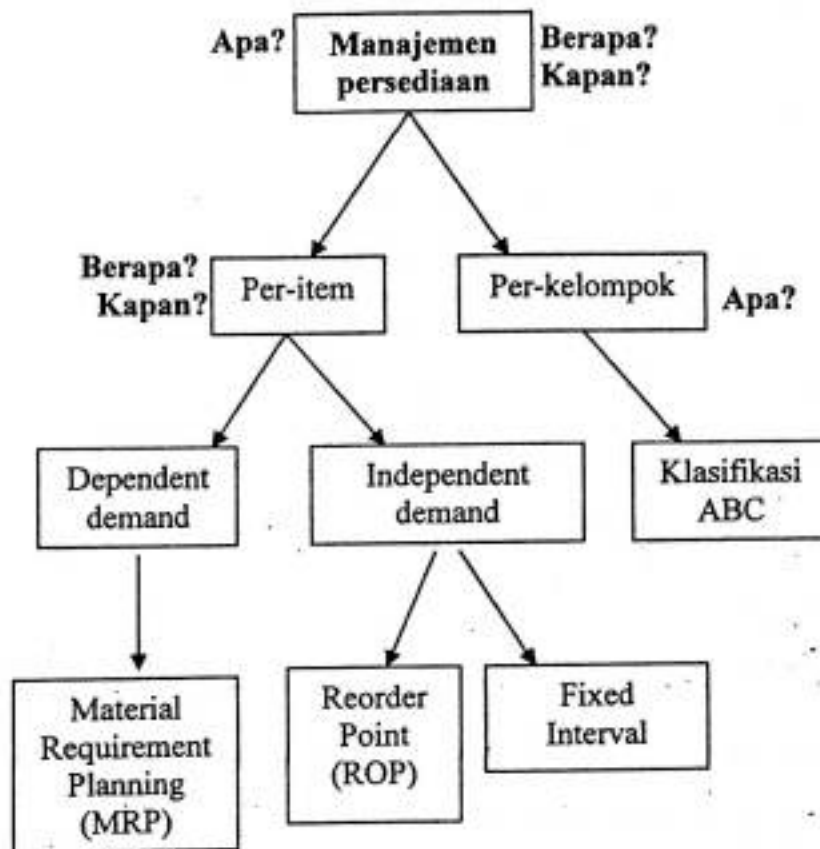 Apa?
Manajemen
persediaan
Berapa?
Kapan?
Berapa?
Kapan?
Per-item
Per-kelompok
Apa?
Dependent
demand
Independent
demand
Klasifikasi
ABC
Material
Requirement
Planning
(MRP)
Reorder
Point
(ROP)
Fixed
Interval